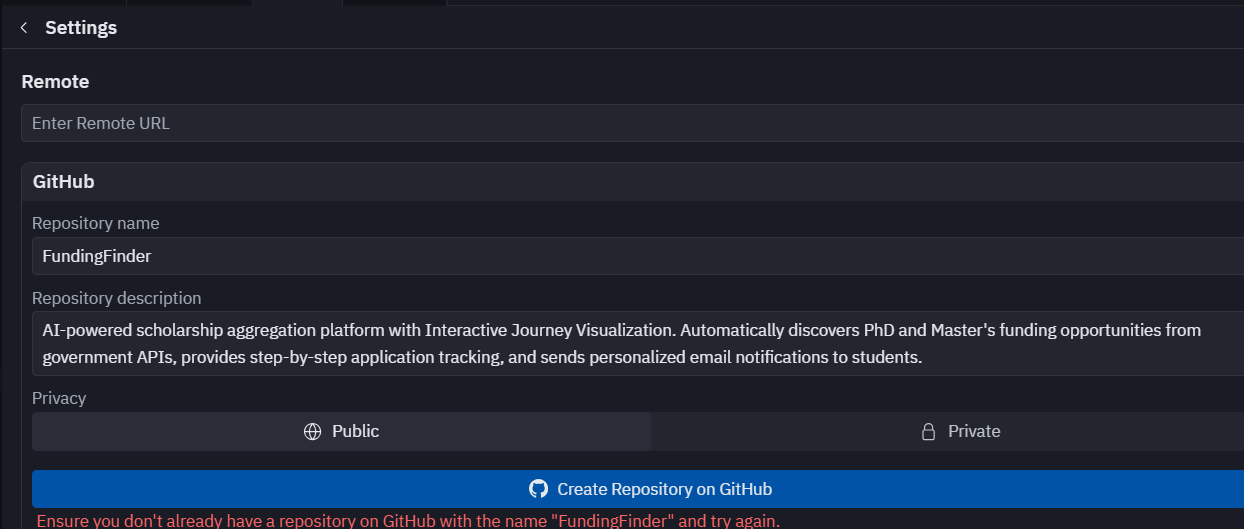 Settings
Remote
Enter Remote URL
GitHub
Repository name
FundingFinder
Repository description
AI-powered scholarship aggregation platform with Interactive Journey Visualization. Automatically discovers PhD and Master's funding opportunities from
government APIs, provides step-by-step application tracking, and sends personalized email notifications to students.
Privacy
Public
Private
Create Repository on GitHub
Ensure you don't already have a repository on GitHub with the name "FundingFinder" and try again.